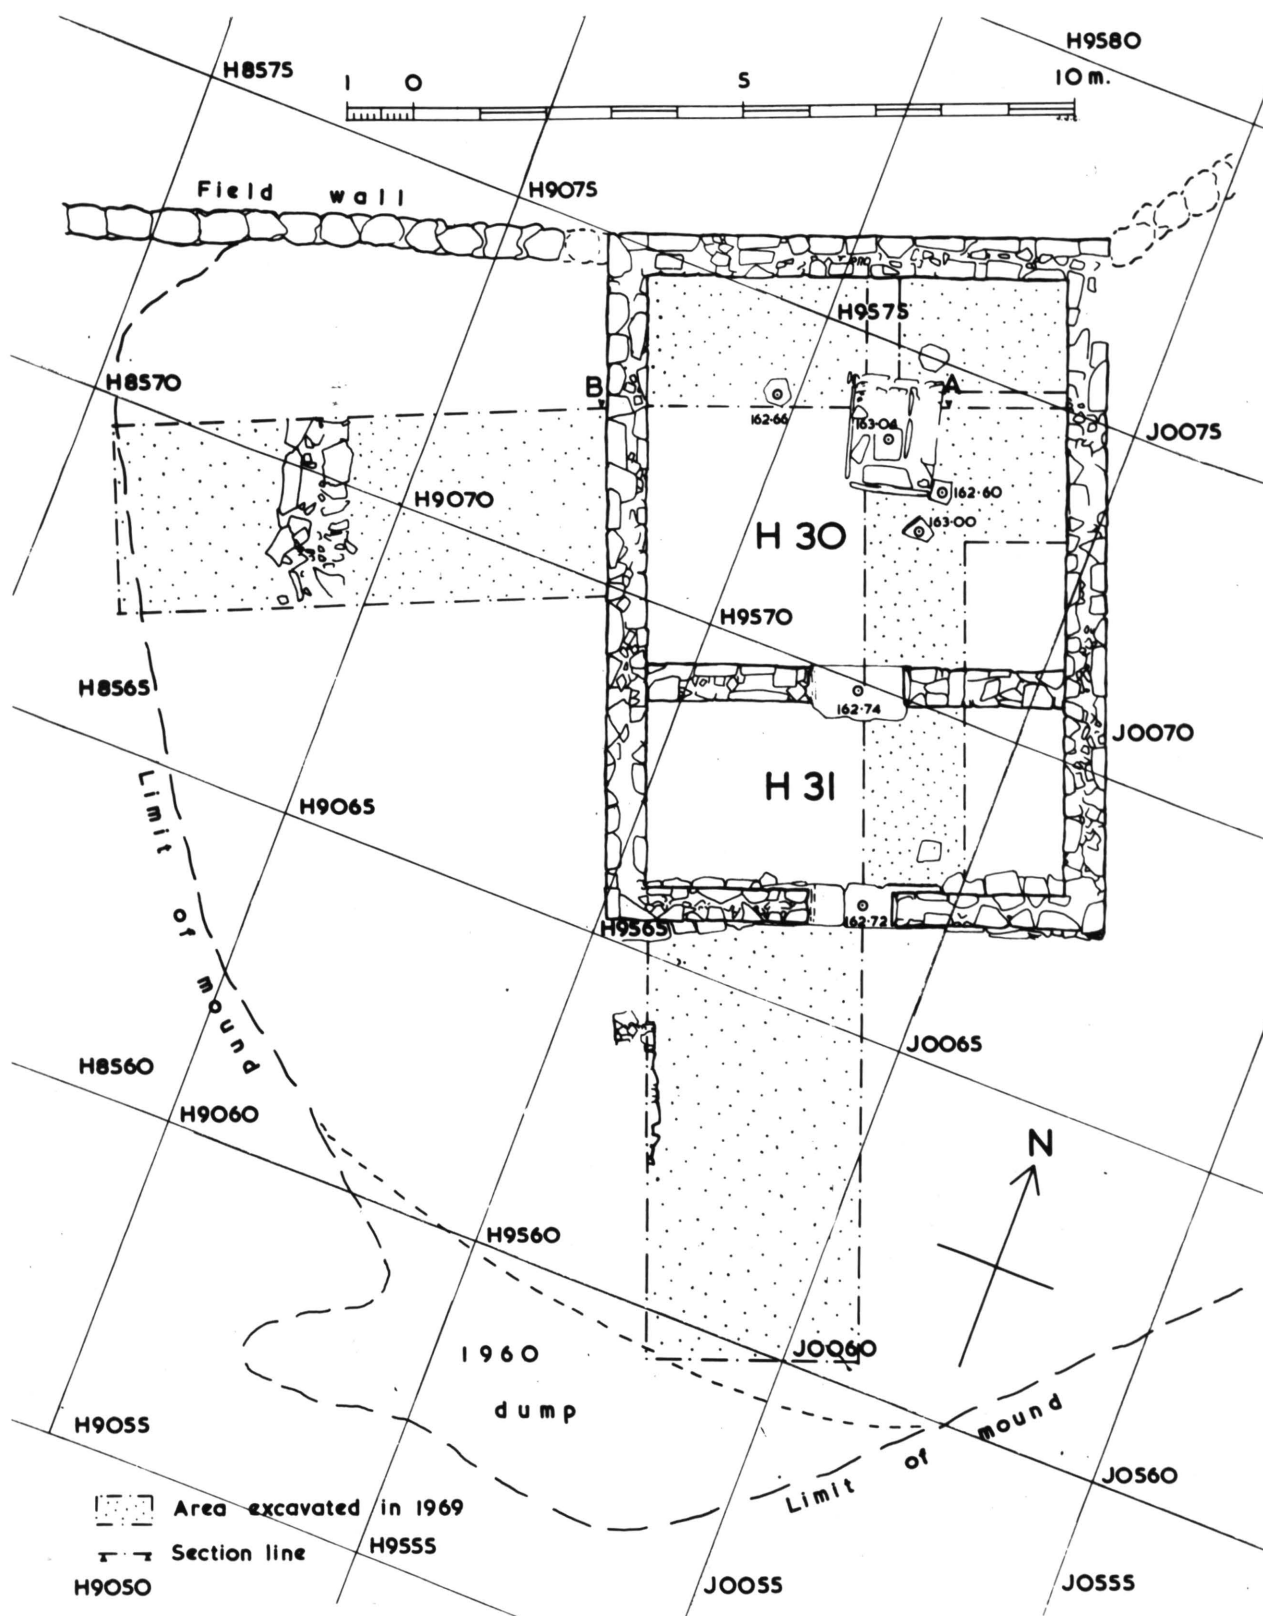 H9580
H8575
1 0 5 10 m.
H9075
Field wall
H9575
H8570
B
A
162·66
163·04
J0075
H9070
162·60
163·00
H 30
H9570
H8565
162·74
J0070
H 31
H9065
Limit of mound
162·72
H9565
J0065
H8560
H9060
N
H9560
J0060
1960
dump
H9055
Limit of mound
J0560
Area excavated in 1969
Section line
H9555
H9050
J0055
J0555